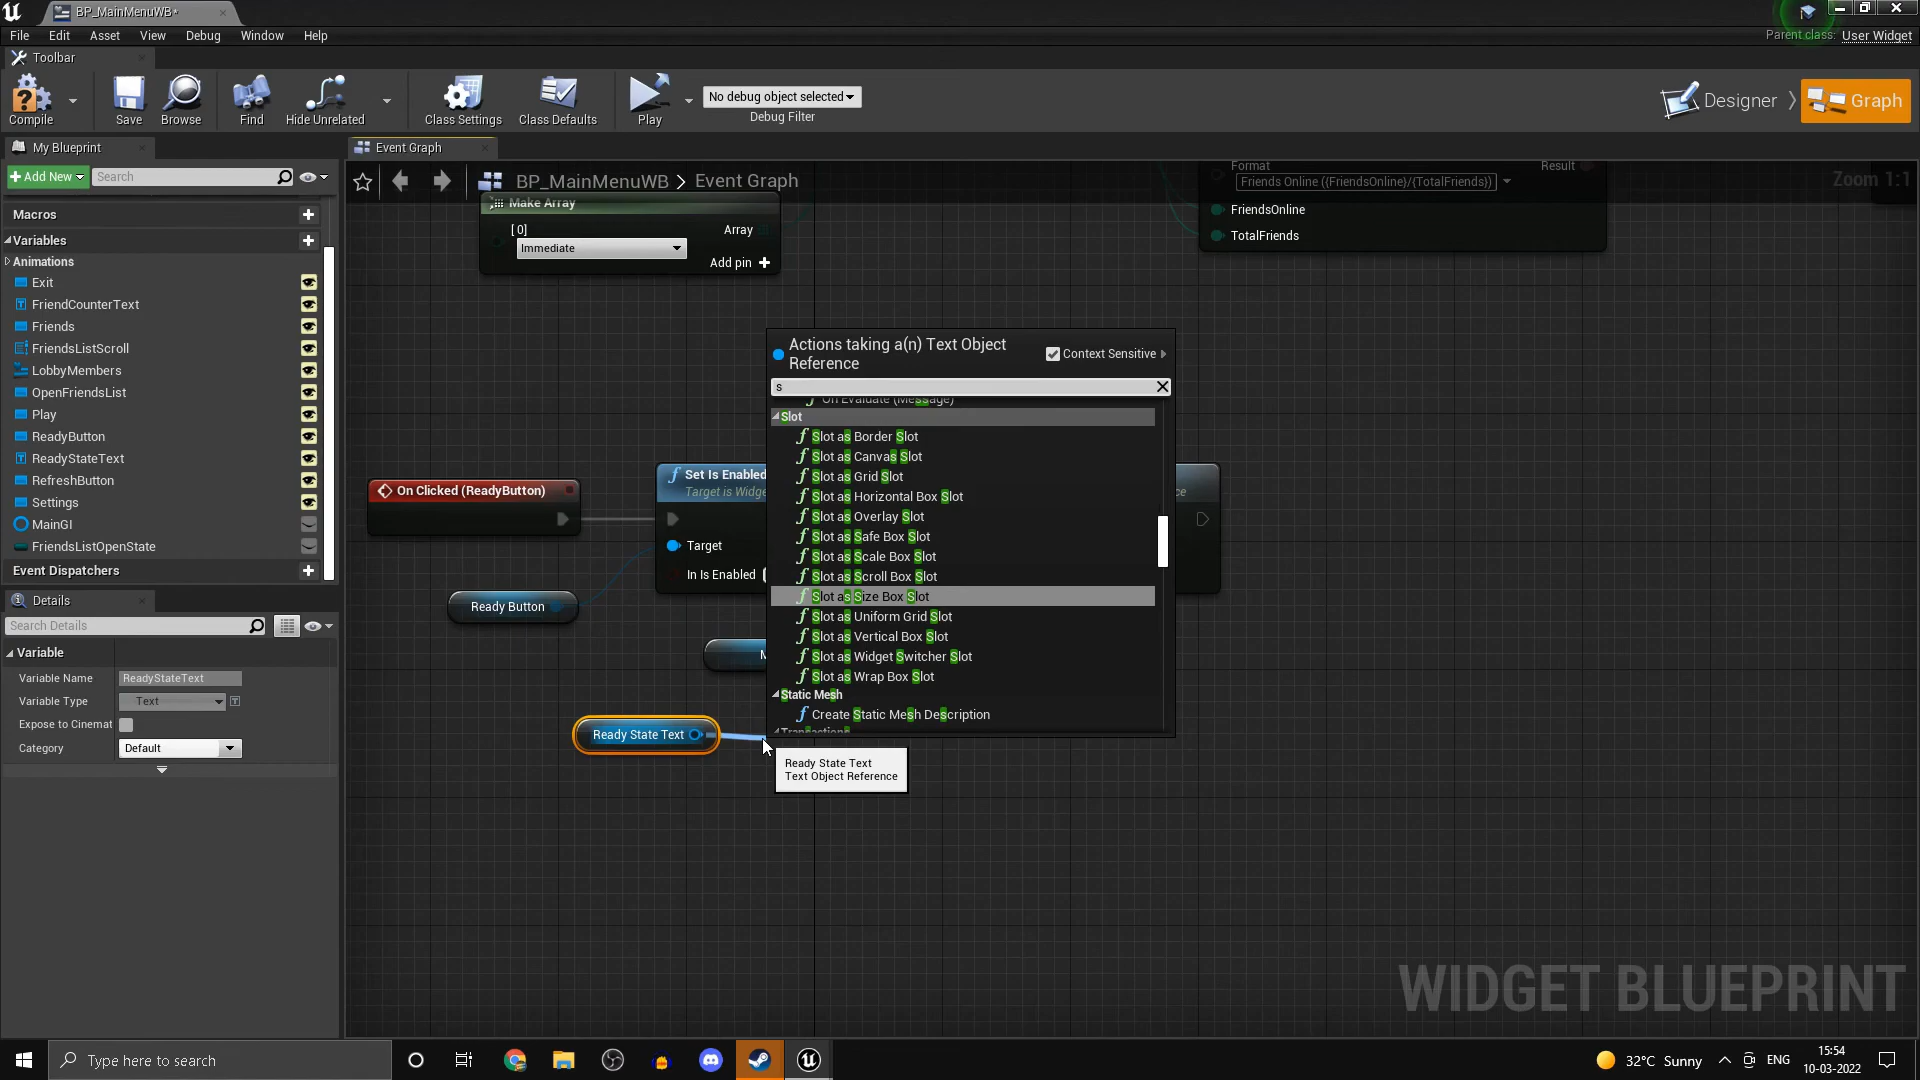 BP_MainMenuWB*
File Edit Asset View Debug Window Help
Parent class: User Widget
Toolbar
Compile
Save
Browse
Find
Hide Unrelated
Class Settings
Class Defaults
Play
No debug object selected
Debug Filter
Designer
Graph
My Blueprint
Event Graph
Add New
Search
BP_MainMenuWB > Event Graph
Zoom 1:1
Macros
Variables
Animations
Exit
FriendCounterText
Friends
FriendsListScroll
LobbyMembers
OpenFriendsList
Play
ReadyButton
ReadyStateText
RefreshButton
Settings
MainGI
FriendsListOpenState
Event Dispatchers
Details
Search Details
Variable
Variable Name ReadyStateText
Variable Type Text
Expose to Cinemat
Category Default
Make Array
[0] Array
Immediate
Add pin
Format Result
Friends Online ({FriendsOnline}/{TotalFriends})
FriendsOnline
TotalFriends
On Clicked (ReadyButton)
Set Is Enabled
Target is Widge
Target
In Is Enabled
Ready Button
Ready State Text
Actions taking a(n) Text Object
Reference
Context Sensitive
s
On Evaluate (Message)
Slot
Slot as Border Slot
Slot as Canvas Slot
Slot as Grid Slot
Slot as Horizontal Box Slot
Slot as Overlay Slot
Slot as Safe Box Slot
Slot as Scale Box Slot
Slot as Scroll Box Slot
Slot as Size Box Slot
Slot as Uniform Grid Slot
Slot as Vertical Box Slot
Slot as Widget Switcher Slot
Slot as Wrap Box Slot
Static Mesh
Create Static Mesh Description
Transactions
Ready State Text
Text Object Reference
WIDGET BLUEPRINT
Type here to search
32°C Sunny
ENG
15:54
10-03-2022